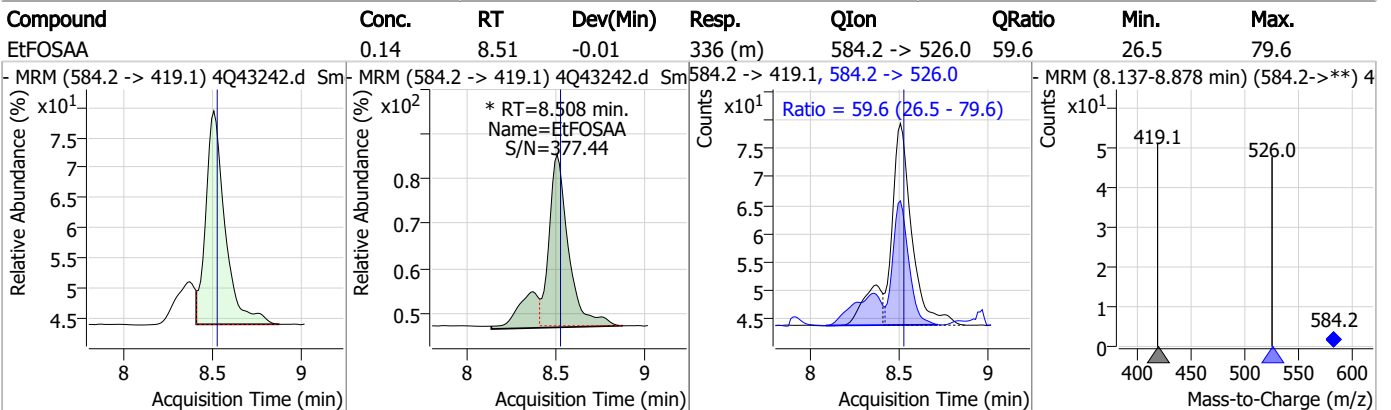 Compound Conc. RT Dev(Min) Resp. QIon QRatio Min. Max.
EtFOSAA 0.14 8.51 -0.01 336 (m) 584.2 -> 526.0 59.6 26.5 79.6
- MRM (584.2 -> 419.1) 4Q43242.d Sm
x10¹
Relative Abundance (%)
7.5
7
6.5
6
5.5
5
4.5
8 8.5 9
Acquisition Time (min)
- MRM (584.2 -> 419.1) 4Q43242.d Sm
x10²
Relative Abundance (%)
* RT=8.508 min.
Name=EtFOSAA
S/N=377.44
0.8
0.7
0.6
0.5
8 8.5 9
Acquisition Time (min)
584.2 -> 419.1, 584.2 -> 526.0
x10¹
Counts
Ratio = 59.6 (26.5 - 79.6)
7.5
7
6.5
6
5.5
5
4.5
8 8.5 9
Acquisition Time (min)
- MRM (8.137-8.878 min) (584.2->**) 4
x10¹
Counts
419.1
526.0
584.2
5
4
3
2
1
0
400 450 500 550 600
Mass-to-Charge (m/z)